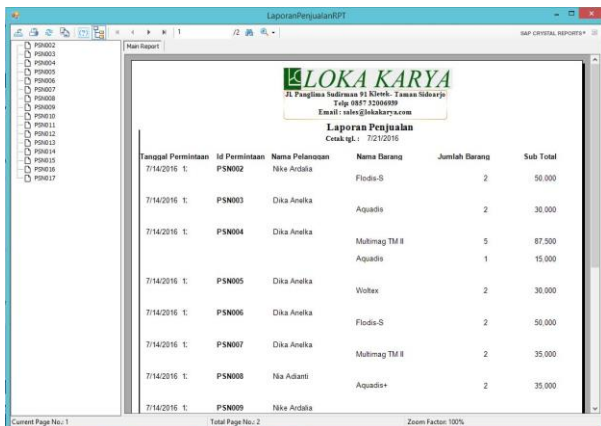 LaporanPenjualanRPT
1 /2 SAP CRYSTAL REPORTS®
Main Report
PSN002
PSN003
PSN004
PSN005
PSN006
PSN007
PSN008
PSN009
PSN010
PSN011
PSN012
PSN013
PSN014
PSN015
PSN016
PSN017
LOKA KARYA
Jl. Panglima Sudirman 91 Kletek- Taman Sidoarjo
Telp 0857 32006939
Email : sales@lokakarya.com
Laporan Penjualan
Cetak tgl. : 7/21/2016
Tanggal Permintaan Id Permintaan Nama Pelanggan Nama Barang Jumlah Barang Sub Total
7/14/2016 1: PSN002 Nike Ardalia
Flodis-S 2 50,000
7/14/2016 1: PSN003 Dika Anelka
Aquadis 2 30,000
7/14/2016 1: PSN004 Dika Anelka
Multimag TM II 5 87,500
Aquadis 1 15,000
7/14/2016 1: PSN005 Dika Anelka
Woltex 2 30,000
7/14/2016 1: PSN006 Dika Anelka
Flodis-S 2 50,000
7/14/2016 1: PSN007 Dika Anelka
Multimag TM II 2 35,000
7/14/2016 1: PSN008 Nia Adianti
Aquadis+ 2 35,000
7/14/2016 1: PSN009 Nike Ardalia
Current Page No.: 1 Total Page No.: 2 Zoom Factor: 100%